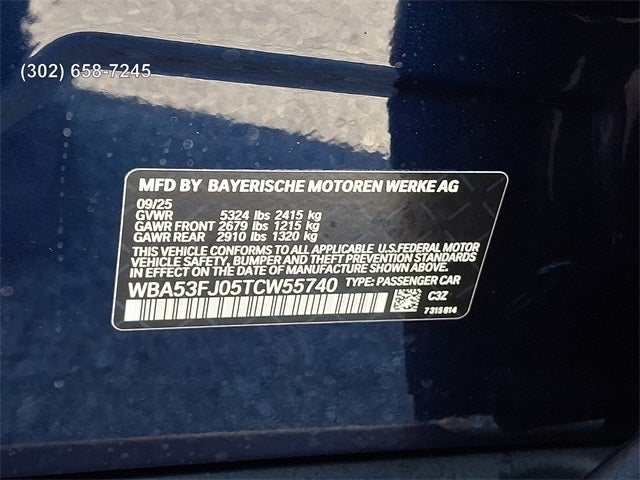 (302) 658-7245
MFD BY BAYERISCHE MOTOREN WERKE AG
09/25
GVWR 5324 lbs 2415 kg
GAWR FRONT 2679 lbs 1215 kg
GAWR REAR 2910 lbs 1320 kg
THIS VEHICLE CONFORMS TO ALL APPLICABLE U.S. FEDERAL MOTOR
VEHICLE SAFETY, BUMPER AND THEFT PREVENTION STANDARDS
IN EFFECT ON THE DATE OF MANUFACTURE SHOWN ABOVE.
WBA53FJ05TCW55740 TYPE: PASSENGER CAR
C3Z
7315614